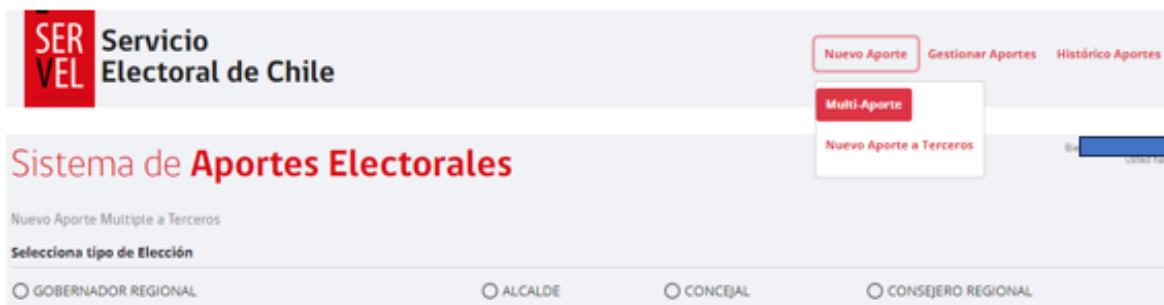 SER
VEL
Servicio
Electoral de Chile
Nuevo Aporte Gestionar Aportes Histórico Aportes
Multi-Aporte
Nuevo Aporte a Terceros
Sistema de Aportes Electorales
Nuevo Aporte Multiple a Terceros
Selecciona tipo de Elección
GOBERNADOR REGIONAL ALCALDE CONCEJAL CONSEJERO REGIONAL